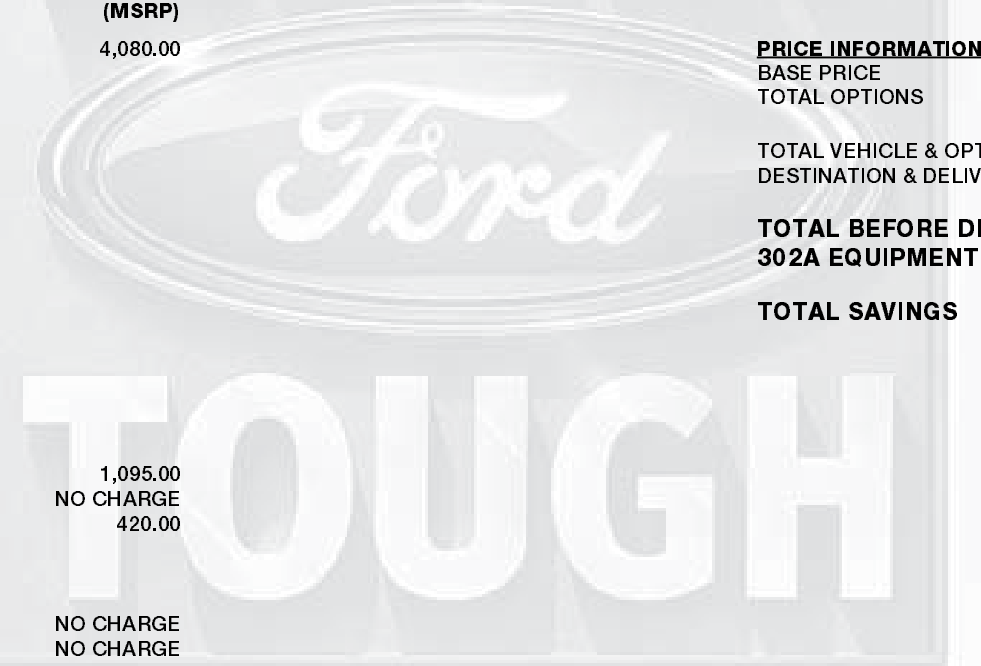 (MSRP)
4,080.00
1,095.00
NO CHARGE
420.00
NO CHARGE
NO CHARGE
Ford
TOUGH
PRICE INFORMATION
BASE PRICE
TOTAL OPTIONS
TOTAL VEHICLE & OPT
DESTINATION & DELIV
TOTAL BEFORE DI
302A EQUIPMENT
TOTAL SAVINGS